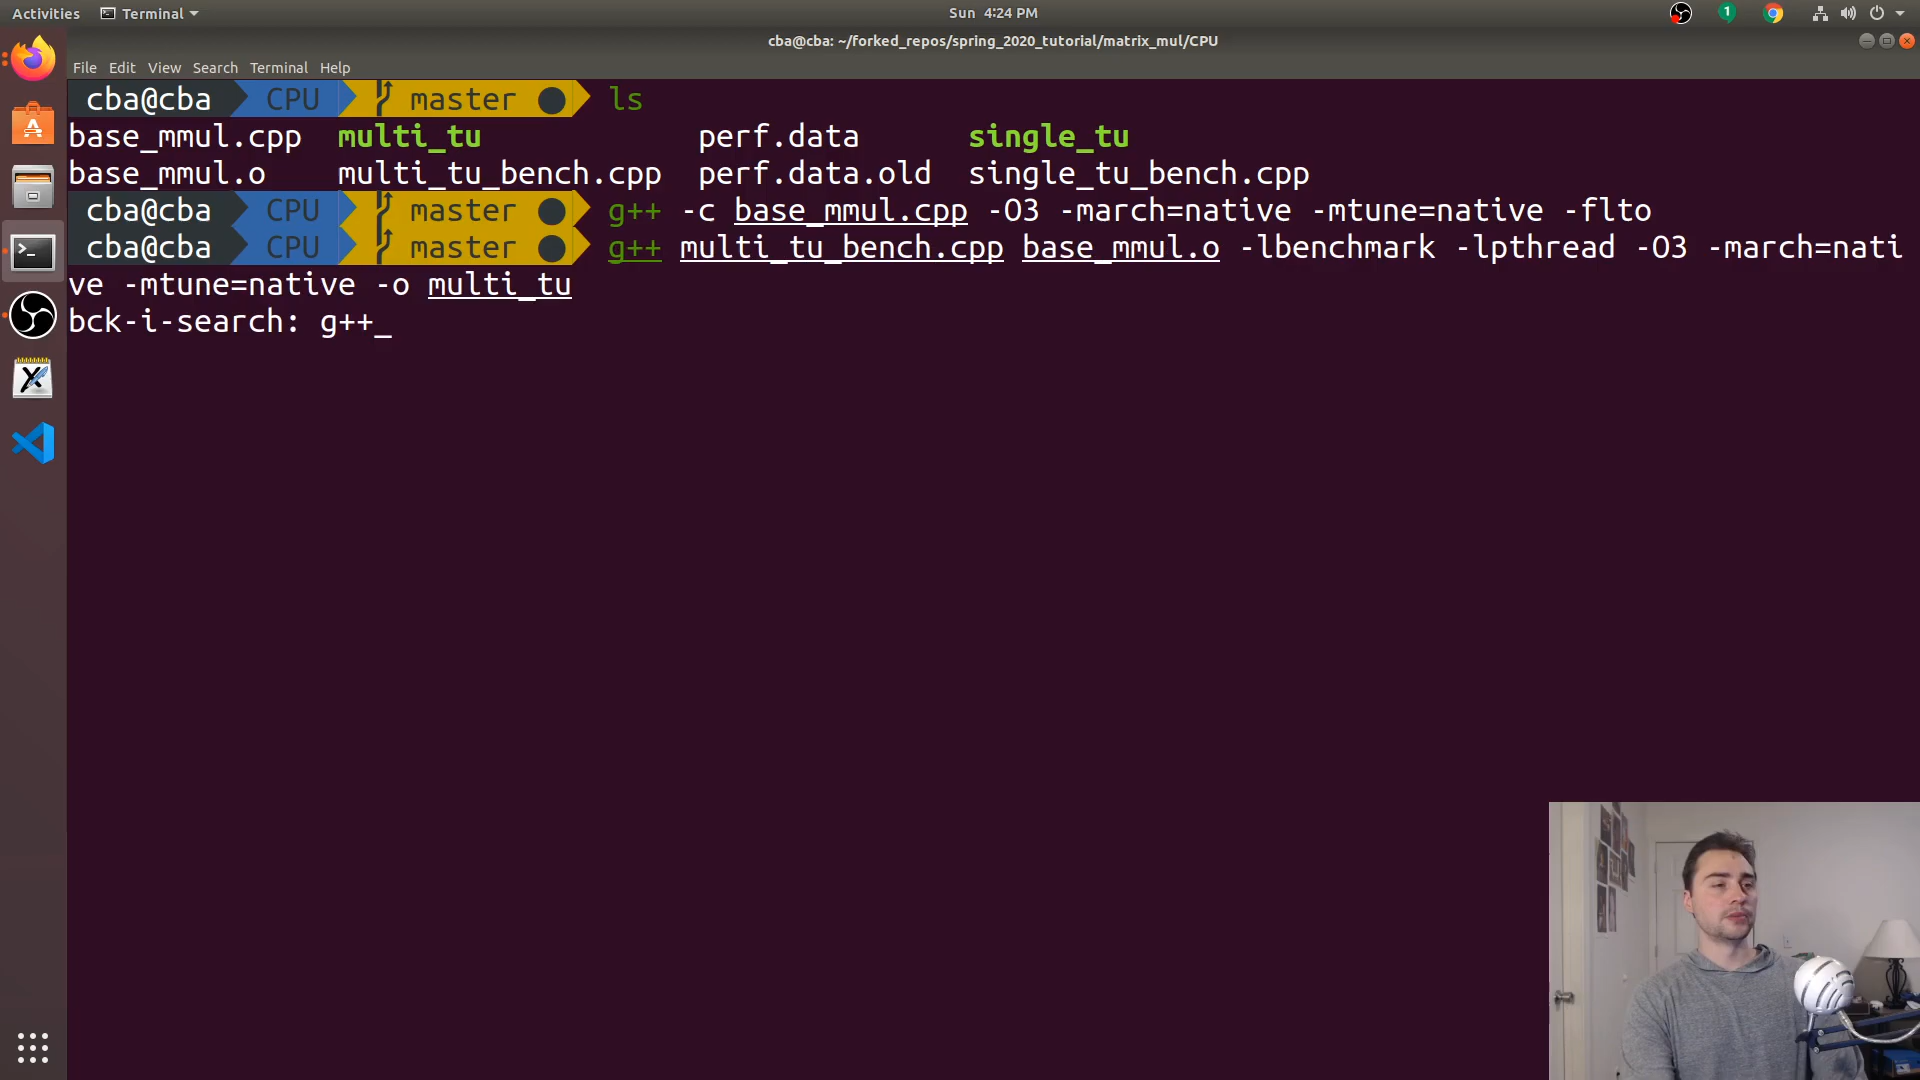 Activities Terminal Sun 4:24 PM 1
cba@cba: ~/forked_repos/spring_2020_tutorial/matrix_mul/CPU
File Edit View Search Terminal Help
cba@cba CPU master ls
base_mmul.cpp multi_tu perf.data single_tu
base_mmul.o multi_tu_bench.cpp perf.data.old single_tu_bench.cpp
cba@cba CPU master g++ -c base_mmul.cpp -O3 -march=native -mtune=native -flto
cba@cba CPU master g++ multi_tu_bench.cpp base_mmul.o -lbenchmark -lpthread -O3 -march=nati
ve -mtune=native -o multi_tu
bck-i-search: g++_